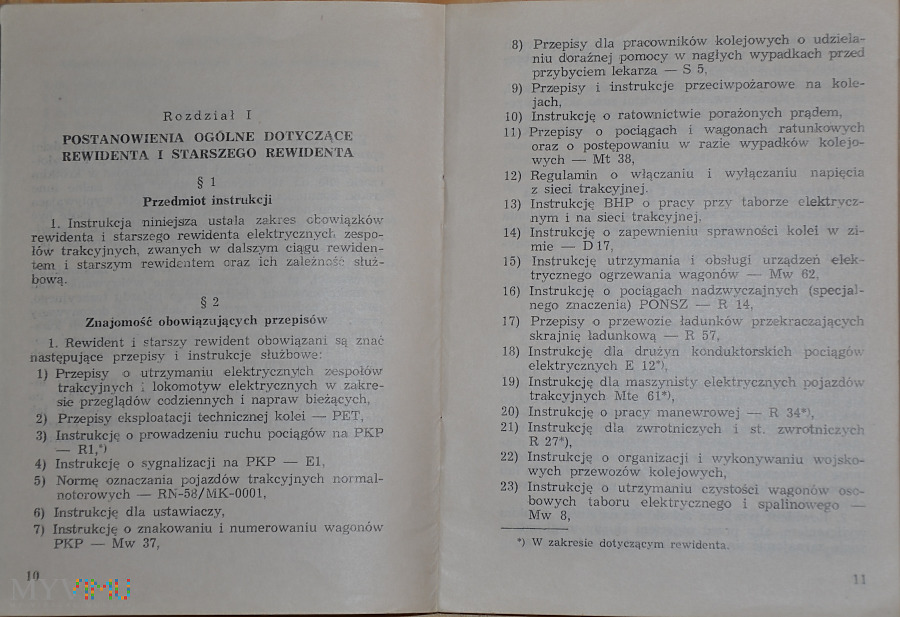 Rozdział I
POSTANOWIENIA OGÓLNE DOTYCZĄCE
REWIDENTA I STARSZEGO REWIDENTA
§ 1
Przedmiot instrukcji
1. Instrukcja niniejsza ustala zakres obowiązków
rewidenta i starszego rewidenta elektrycznych zespo-
łów trakcyjnych, zwanych w dalszym ciągu rewiden-
tem i starszym rewidentem oraz ich zależność służ-
bową.
§ 2
Znajomość obowiązujących przepisów
1. Rewident i starszy rewident obowiązani są znać
następujące przepisy i instrukcje służbowe:
1) Przepisy o utrzymaniu elektrycznych zespołów
trakcyjnych i lokomotyw elektrycznych w zakre-
sie przeglądów codziennych i napraw bieżących,
2) Przepisy eksploatacji technicznej kolei — PET,
3) Instrukcję o prowadzeniu ruchu pociągów na PKP
— R1,*)
4) Instrukcję o sygnalizacji na PKP — E1,
5) Normę oznaczania pojazdów trakcyjnych normal-
notorowych — RN-58/MK-0001,
6) Instrukcję dla ustawiaczy,
7) Instrukcję o znakowaniu i numerowaniu wagonów
PKP — Mw 37,
10
MYVIMU
8) Przepisy dla pracowników kolejowych o udziela-
niu doraźnej pomocy w nagłych wypadkach przed
przybyciem lekarza — S 5,
9) Przepisy i instrukcje przeciwpożarowe na kole-
jach,
10) Instrukcję o ratownictwie porażonych prądem,
11) Przepisy o pociągach i wagonach ratunkowych
oraz o postępowaniu w razie wypadków kolejo-
wych — Mt 38,
12) Regulamin o włączaniu i wyłączaniu napięcia
z sieci trakcyjnej.
13) Instrukcję BHP o pracy przy taborze elektrycz-
nym i na sieci trakcyjnej.
14) Instrukcję o zapewnieniu sprawności kolei w zi-
mie — D 17,
15) Instrukcję utrzymania i obsługi urządzeń elek-
trycznego ogrzewania wagonów — Mw 62,
16) Instrukcję o pociągach nadzwyczajnych (specjal-
nego znaczenia) PONSZ — R 14,
17) Przepisy o przewozie ładunków przekraczających
skrajnię ładunkową — R 57,
18) Instrukcję dla drużyn konduktorskich pociągów
elektrycznych E 12*),
19) Instrukcję dla maszynisty elektrycznych pojazdów
trakcyjnych Mte 61*),
20) Instrukcję o pracy manewrowej — R 34*),
21) Instrukcję dla zwrotniczych i st. zwrotniczych
R 27*),
22) Instrukcję o organizacji i wykonywaniu wojsko-
wych przewozów kolejowych,
23) Instrukcję o utrzymaniu czystości wagonów oso-
bowych taboru elektrycznego i spalinowego —
Mw 8,
*) W zakresie dotyczącym rewidenta.
11